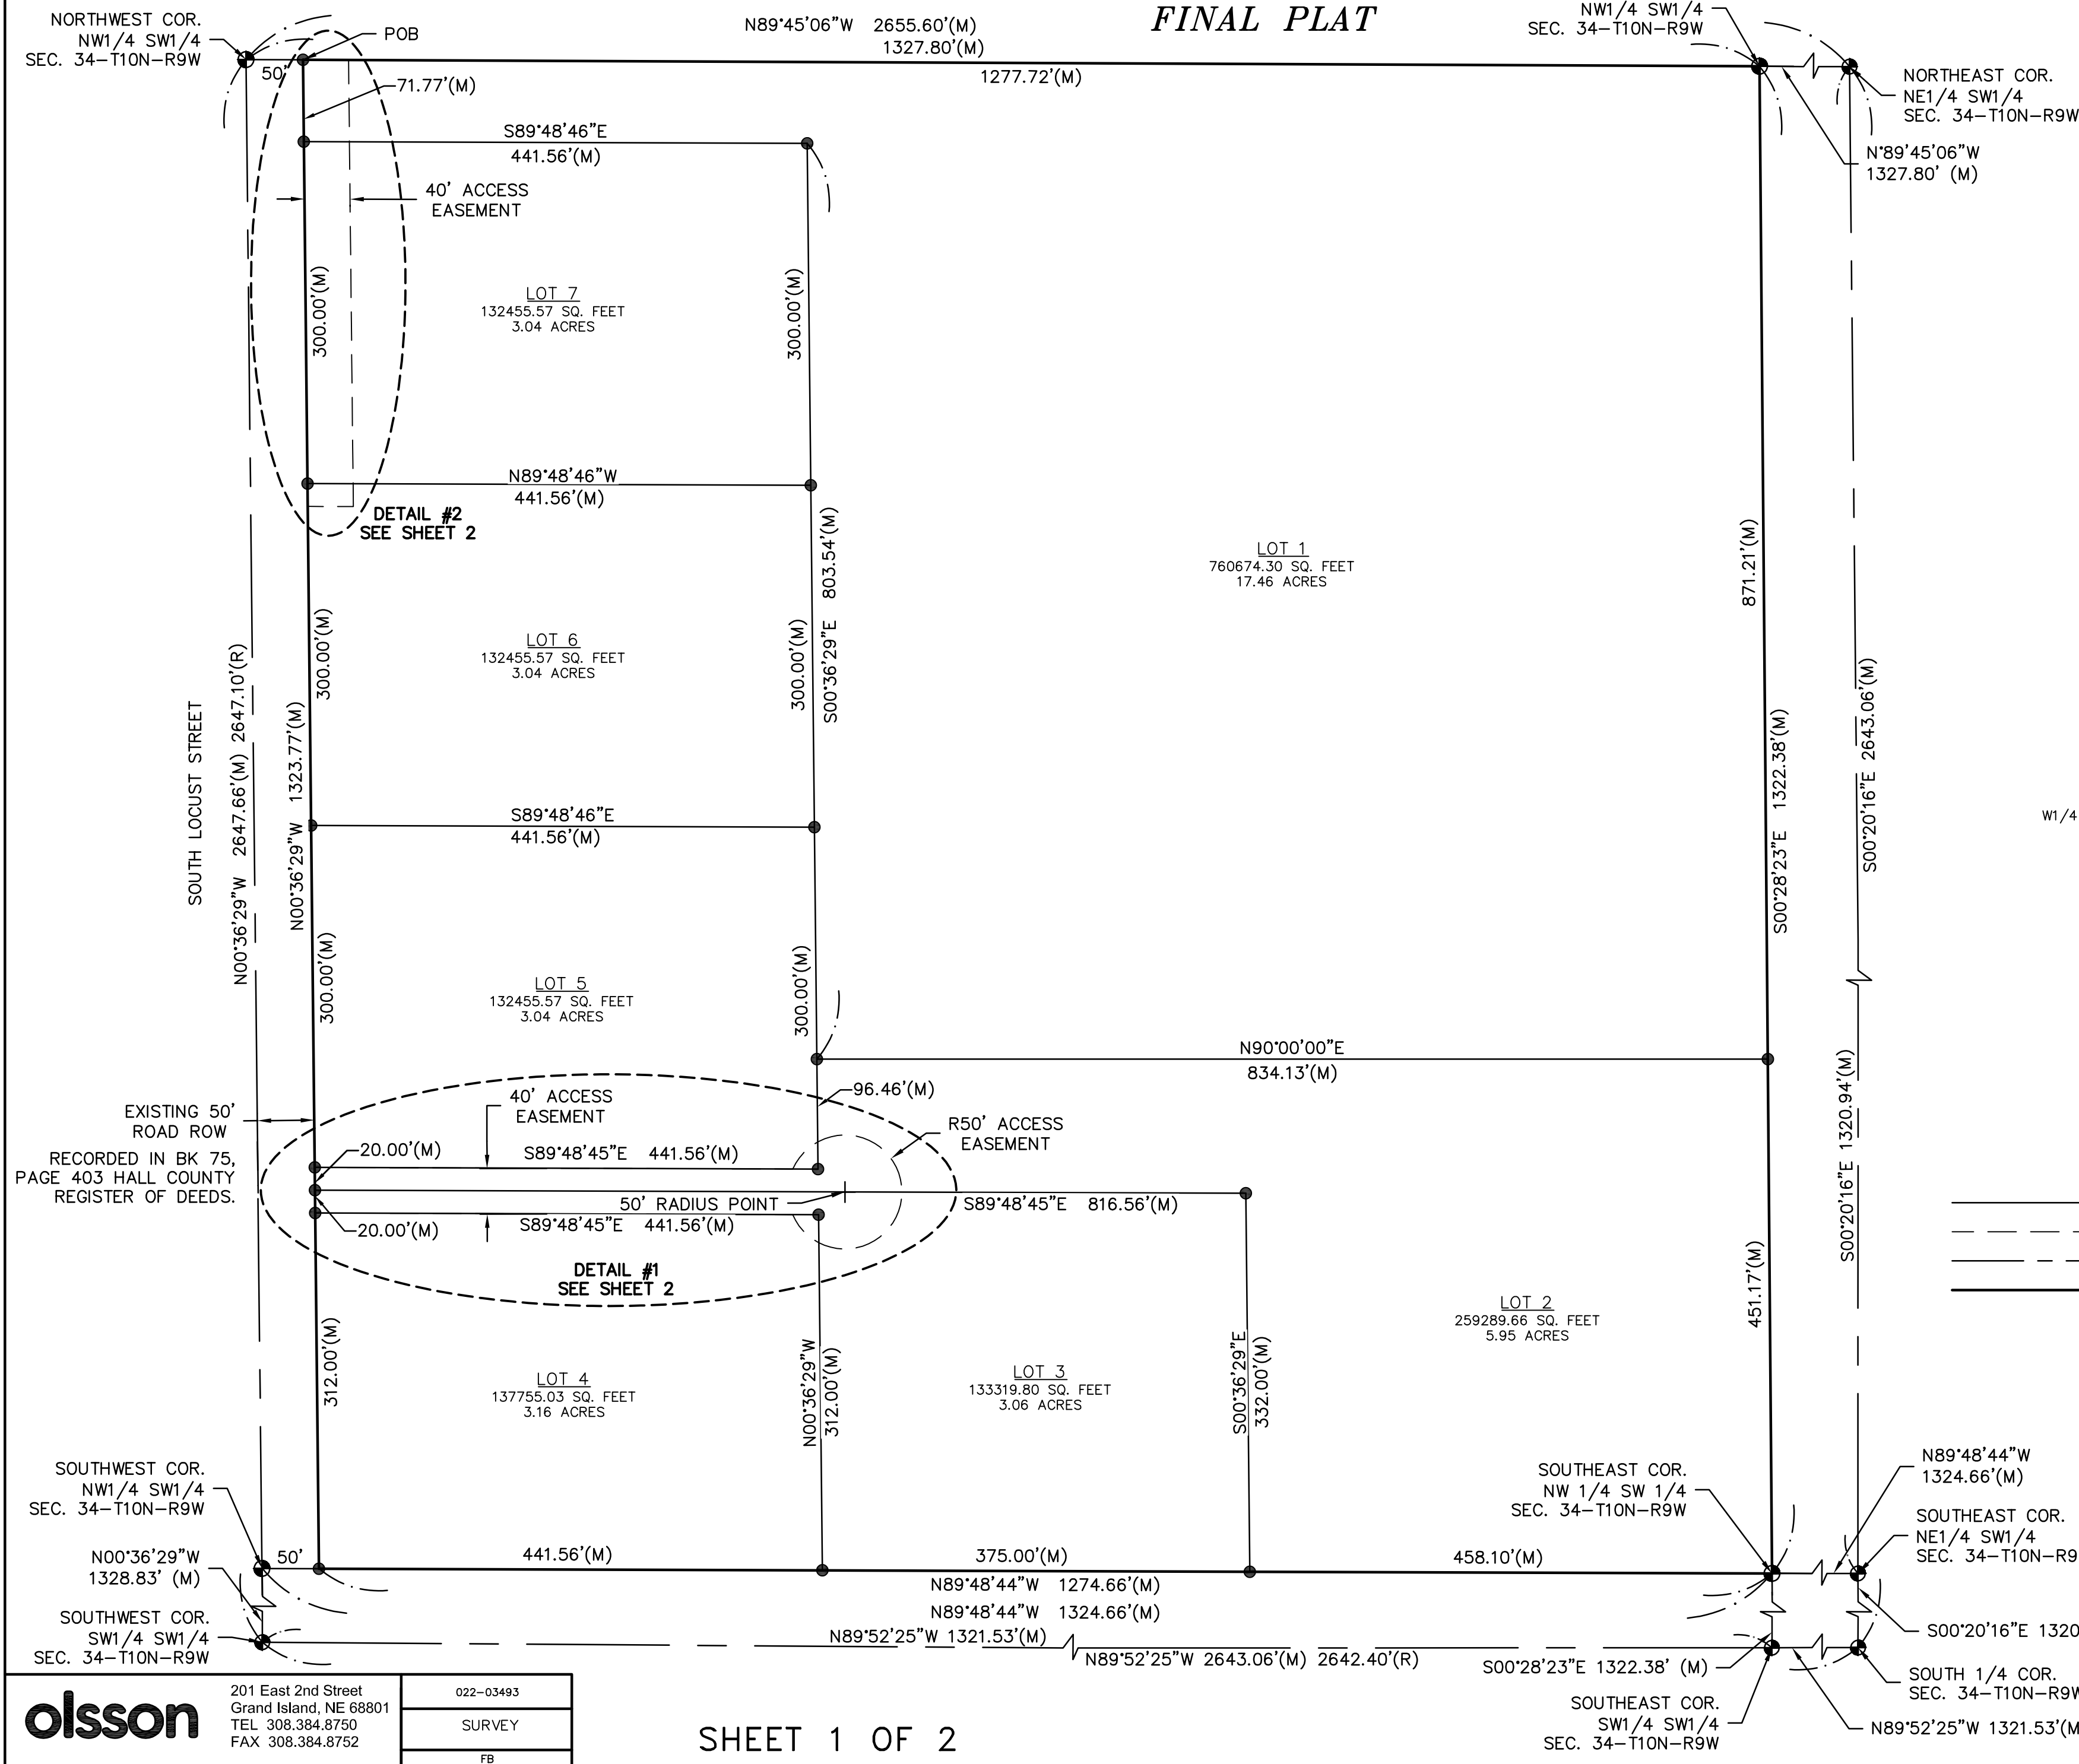 FINAL PLAT
NORTHWEST COR.
NW1/4 SW1/4
SEC. 34-T10N-R9W
POB
50'
N89°45'06"W 2655.60'(M)
1327.80'(M)
1277.72'(M)
NW1/4 SW1/4
SEC. 34-T10N-R9W
NORTHEAST COR.
NE1/4 SW1/4
SEC. 34-T10N-R9W
N°89'45'06"W
1327.80' (M)
71.77'(M)
S89°48'46"E
441.56'(M)
40' ACCESS
EASEMENT
300.00'(M)
LOT 7
132455.57 SQ. FEET
3.04 ACRES
300.00'(M)
N89°48'46"W
441.56'(M)
DETAIL #2
SEE SHEET 2
LOT 1
760674.30 SQ. FEET
17.46 ACRES
871.21'(M)
300.00'(M)
LOT 6
132455.57 SQ. FEET
3.04 ACRES
300.00'(M)
S00°36'29"E 803.54'(M)
SOUTH LOCUST STREET
N00°36'29"W 2647.66'(M) 2647.10'(R)
N00°36'29"W 1323.77'(M)
S00°28'23"E 1322.38'(M)
S00°20'16"E 2643.06'(M)
W1/4
S89°48'46"E
441.56'(M)
300.00'(M)
LOT 5
132455.57 SQ. FEET
3.04 ACRES
300.00'(M)
N90°00'00"E
834.13'(M)
EXISTING 50'
ROAD ROW
RECORDED IN BK 75,
PAGE 403 HALL COUNTY
REGISTER OF DEEDS.
40' ACCESS
EASEMENT
96.46'(M)
R50' ACCESS
EASEMENT
20.00'(M)
S89°48'45"E 441.56'(M)
50' RADIUS POINT
S89°48'45"E 816.56'(M)
20.00'(M)
S89°48'45"E 441.56'(M)
DETAIL #1
SEE SHEET 2
S00°20'16"E 1320.94'(M)
451.17'(M)
312.00'(M)
LOT 4
137755.03 SQ. FEET
3.16 ACRES
N00°36'29"W
312.00'(M)
LOT 3
133319.80 SQ. FEET
3.06 ACRES
S00°36'29"E
332.00'(M)
LOT 2
259289.66 SQ. FEET
5.95 ACRES
SOUTHWEST COR.
NW1/4 SW1/4
SEC. 34-T10N-R9W
SOUTHEAST COR.
NW 1/4 SW 1/4
SEC. 34-T10N-R9W
N89°48'44"W
1324.66'(M)
SOUTHEAST COR.
NE1/4 SW1/4
SEC. 34-T10N-R9
50'
441.56'(M)
375.00'(M)
458.10'(M)
N00°36'29"W
1328.83' (M)
N89°48'44"W 1274.66'(M)
N89°48'44"W 1324.66'(M)
SOUTHWEST COR.
SW1/4 SW1/4
SEC. 34-T10N-R9W
N89°52'25"W 1321.53'(M)
N89°52'25"W 2643.06'(M) 2642.40'(R)
S00°28'23"E 1322.38' (M)
S00°20'16"E 1320
SOUTH 1/4 COR.
SEC. 34-T10N-R9W
SOUTHEAST COR.
SW1/4 SW1/4
SEC. 34-T10N-R9W
N89°52'25"W 1321.53'(M
olsson
201 East 2nd Street
Grand Island, NE 68801
TEL 308.384.8750
FAX 308.384.8752
022-03493
SURVEY
FB
SHEET 1 OF 2